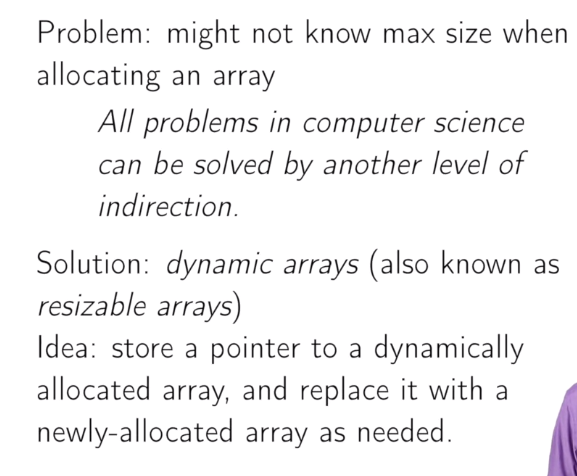 Problem: might not know max size when
allocating an array
All problems in computer science
can be solved by another level of
indirection.
Solution: dynamic arrays (also known as
resizable arrays)
Idea: store a pointer to a dynamically
allocated array, and replace it with a
newly-allocated array as needed.